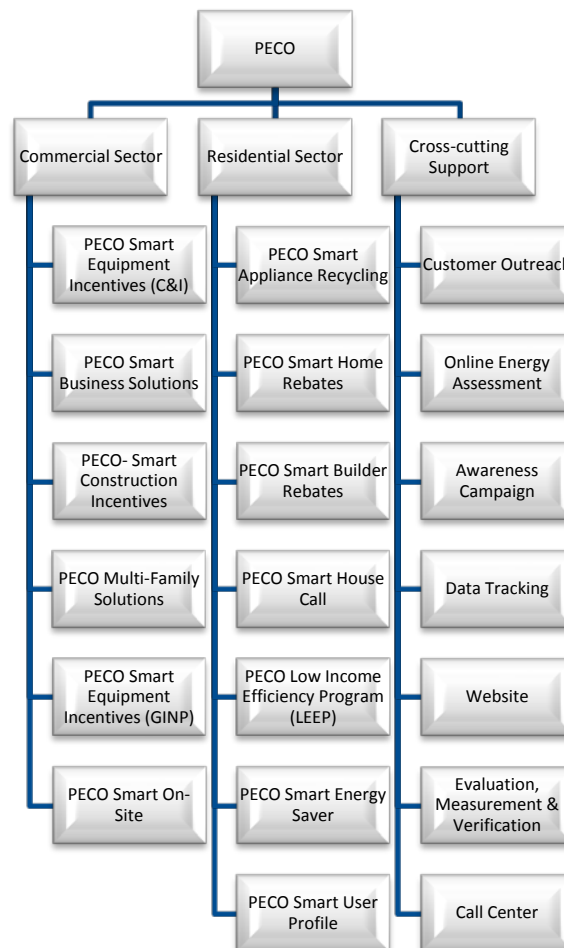 PECO
Commercial Sector
Residential Sector
Cross-cutting
Support
PECO Smart
Equipment
Incentives (C&I)
PECO Smart
Business Solutions
PECO- Smart
Construction
Incentives
PECO Multi-Family
Solutions
PECO Smart
Equipment
Incentives (GINP)
PECO Smart On-
Site
PECO Smart
Appliance Recycling
PECO Smart Home
Rebates
PECO Smart Builder
Rebates
PECO Smart House
Call
PECO Low Income
Efficiency Program
(LEEP)
PECO Smart Energy
Saver
PECO Smart User
Profile
Customer Outreach
Online Energy
Assessment
Awareness
Campaign
Data Tracking
Website
Evaluation,
Measurement &
Verification
Call Center